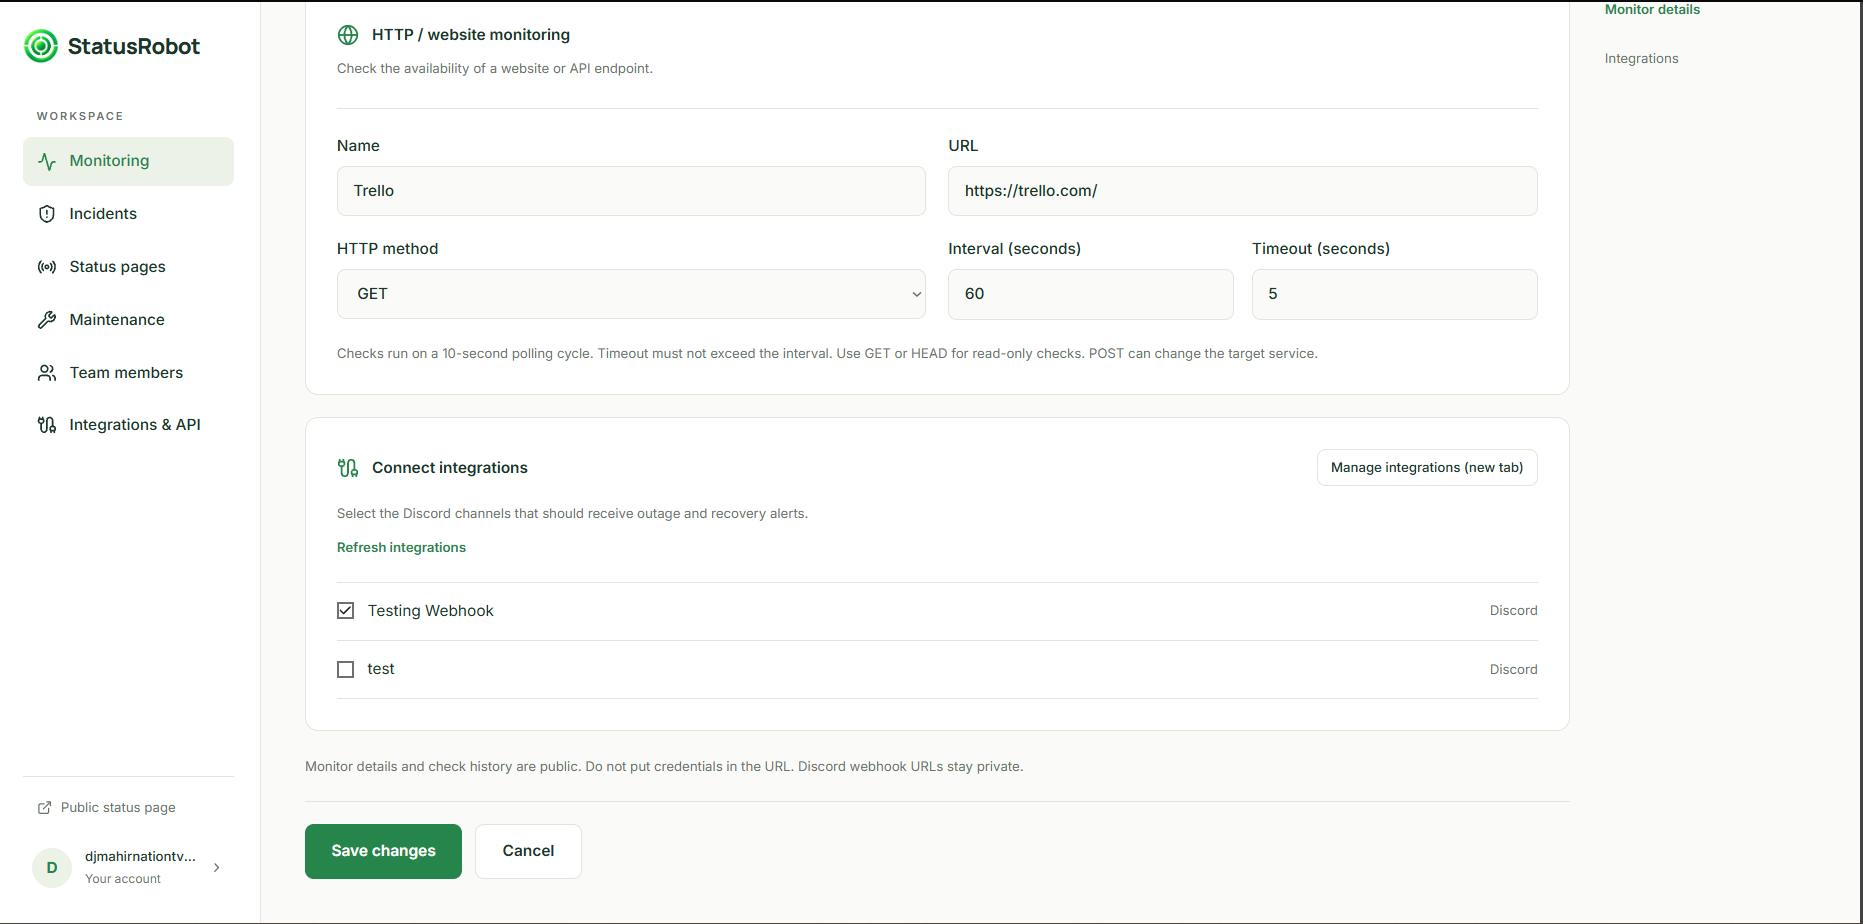 StatusRobot
WORKSPACE
Monitoring
Incidents
Status pages
Maintenance
Team members
Integrations & API
Public status page
D
djmahirnationtv...
Your account
HTTP / website monitoring
Check the availability of a website or API endpoint.
Name
URL
Trello
https://trello.com/
HTTP method
Interval (seconds)
Timeout (seconds)
GET
60
5
Checks run on a 10-second polling cycle. Timeout must not exceed the interval. Use GET or HEAD for read-only checks. POST can change the target service.
Connect integrations
Manage integrations (new tab)
Select the Discord channels that should receive outage and recovery alerts.
Refresh integrations
Testing Webhook
Discord
test
Discord
Monitor details and check history are public. Do not put credentials in the URL. Discord webhook URLs stay private.
Save changes
Cancel
Monitor details
Integrations